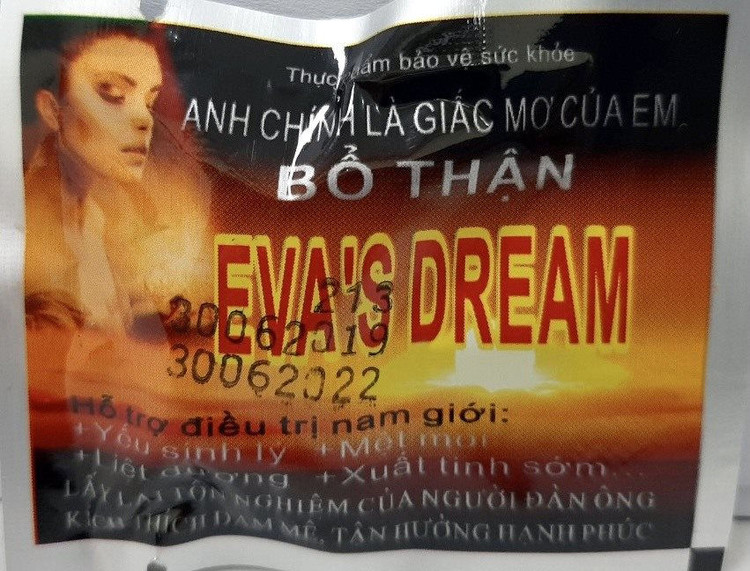 Thực phẩm bảo vệ sức khỏe
ANH CHÍNH LÀ GIẤC MƠ CỦA EM
BỔ THẬN
EVA'S DREAM
213
30062019
30062022
Hỗ trợ điều trị nam giới:
+Yếu sinh lý +Mệt mỏi
+Liệt dương +Xuất tinh sớm...
LẤY LẠI TÔN NGHIÊM CỦA NGƯỜI ĐÀN ÔNG
KÍCH THÍCH ĐAM MÊ, TẬN HƯỞNG HẠNH PHÚC